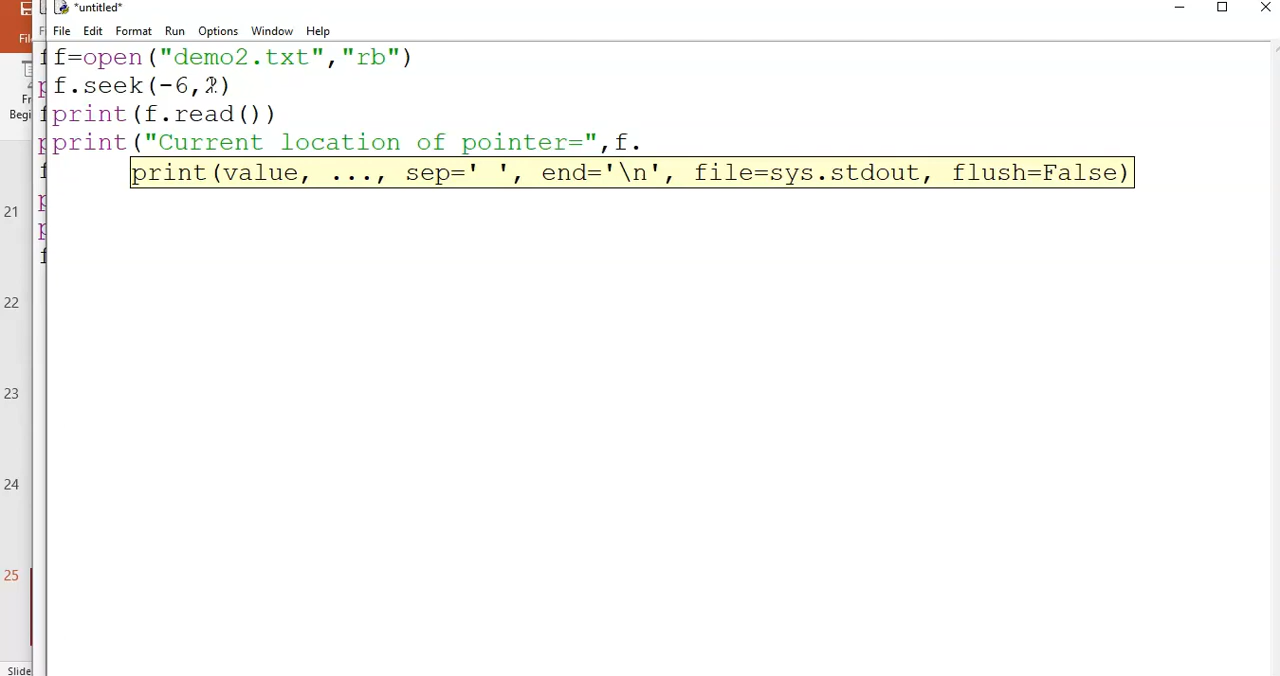 *untitled*
File Edit Format Run Options Window Help
f=open("demo2.txt","rb")
f.seek(-6,2)
print(f.read())
print("Current location of pointer=",f.
print(value, ..., sep=' ', end='\n', file=sys.stdout, flush=False)
21
22
23
24
25
Slide